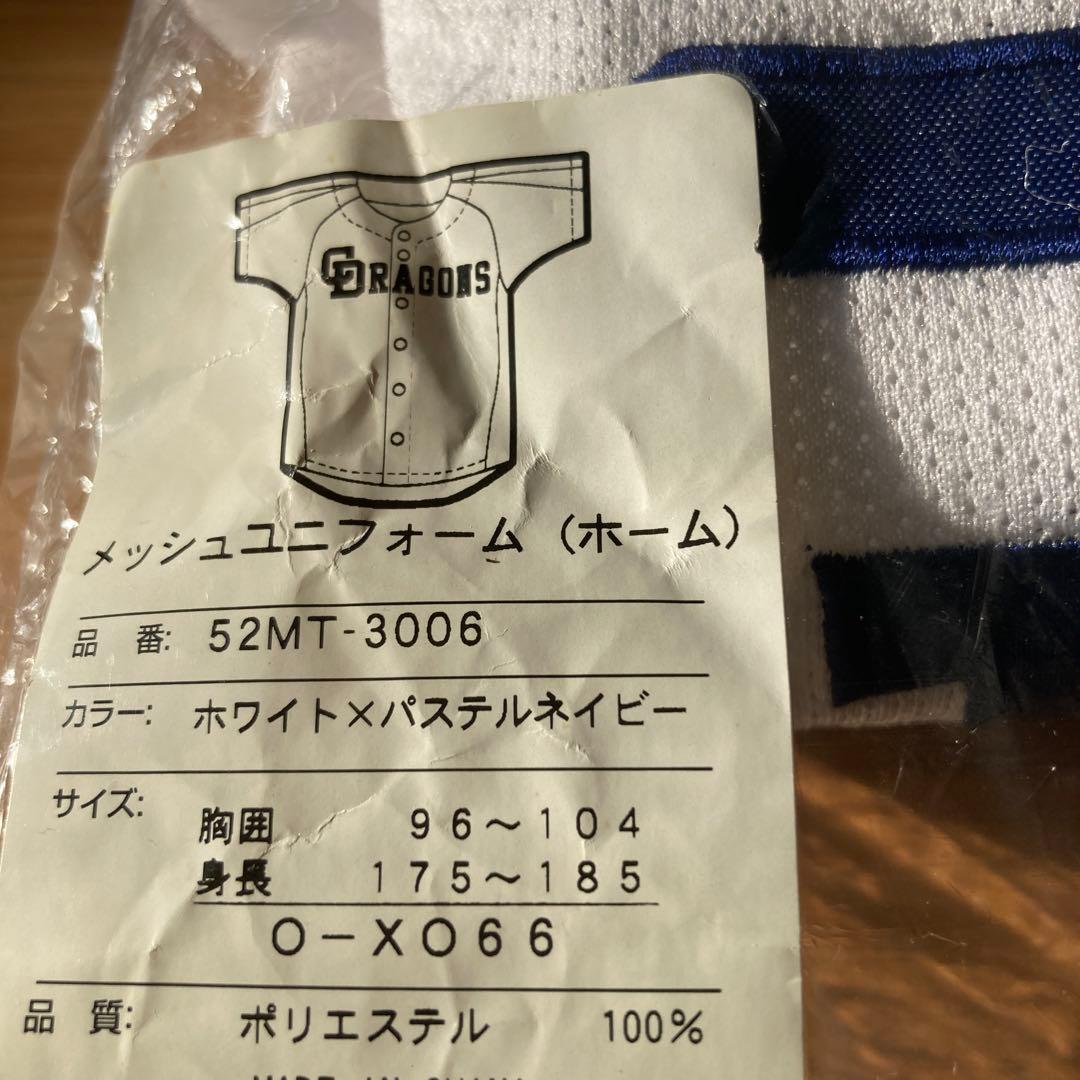 CDRAGONS
メッシュユニフォーム（ホーム）
品 番: 52MT-3006
カラー: ホワイト×パステルネイビー
サイズ:
胸囲 96～104
身長 175～185
O－XO66
品 質: ポリエステル 100%